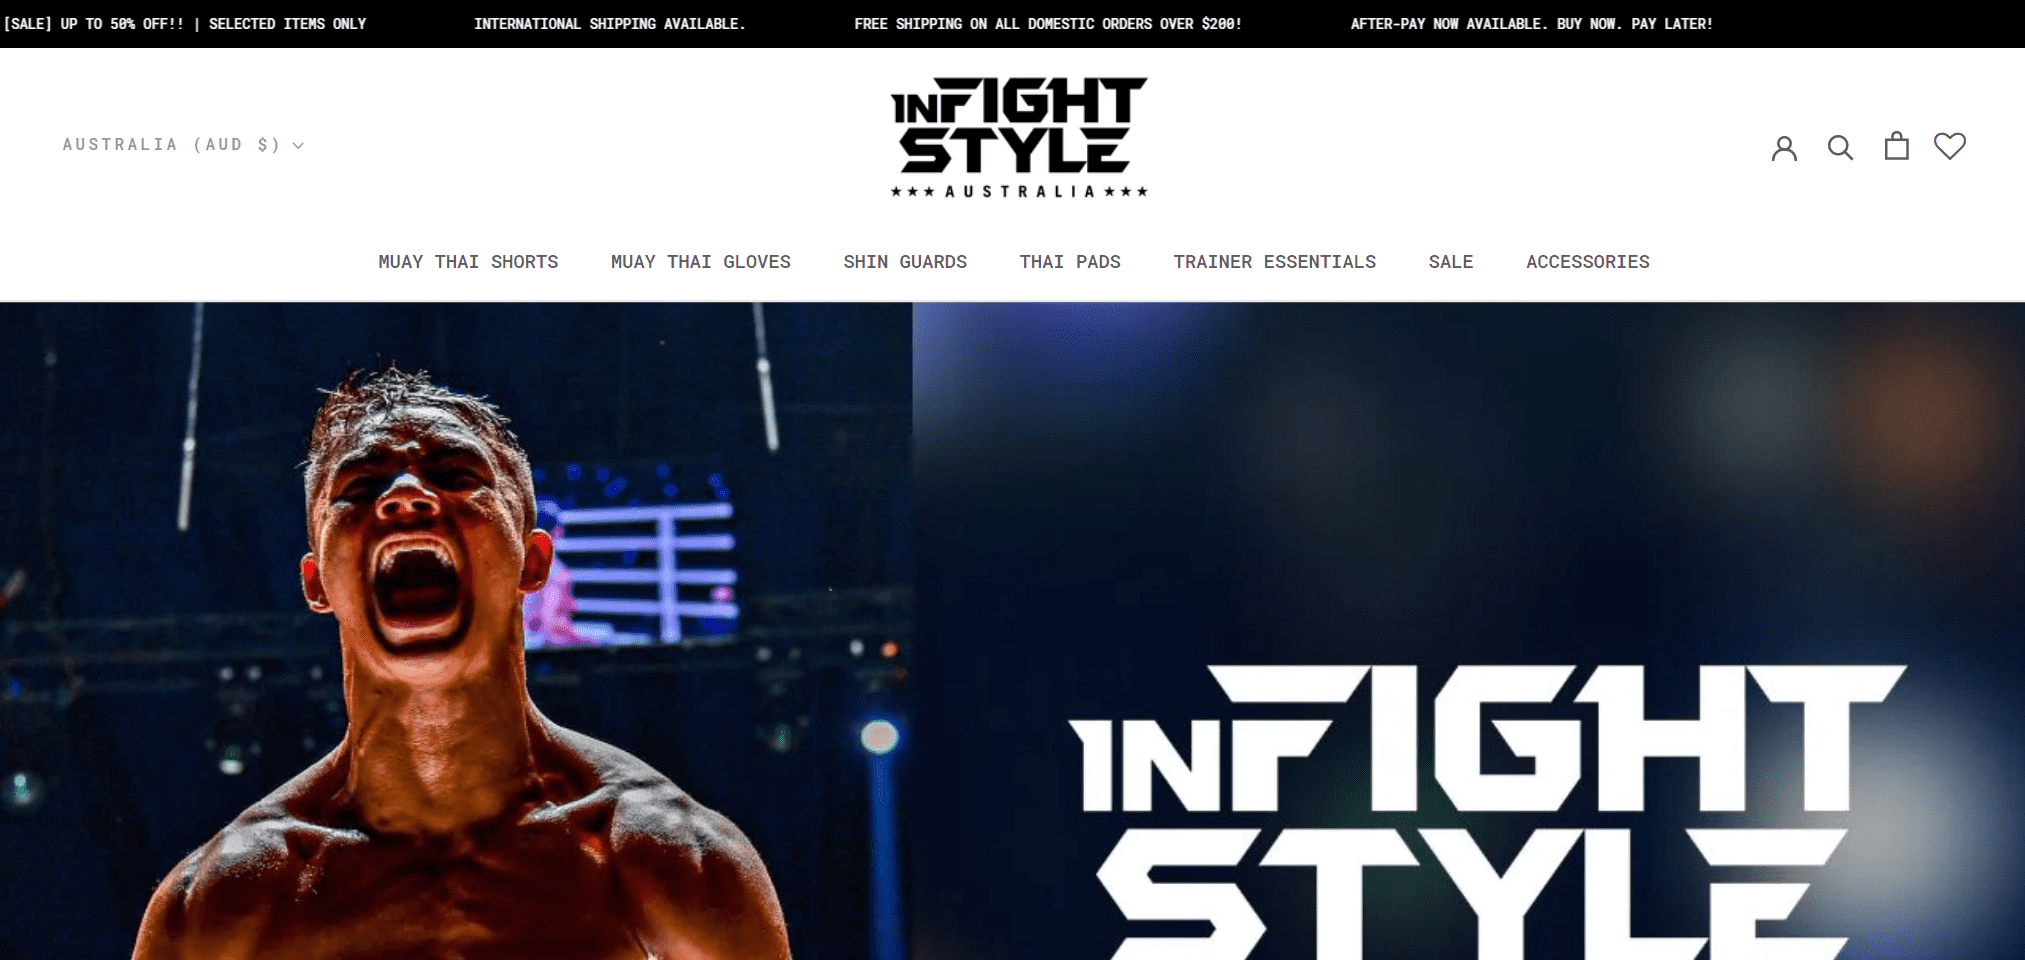 [SALE] UP TO 50% OFF!! | SELECTED ITEMS ONLY
INTERNATIONAL SHIPPING AVAILABLE.
FREE SHIPPING ON ALL DOMESTIC ORDERS OVER $200!
AFTER-PAY NOW AVAILABLE. BUY NOW. PAY LATER!
AUSTRALIA (AUD $)
INFIGHT
STYLE
★★★ AUSTRALIA ★★★
MUAY THAI SHORTS
MUAY THAI GLOVES
SHIN GUARDS
THAI PADS
TRAINER ESSENTIALS
SALE
ACCESSORIES
INFIGHT
STYLE